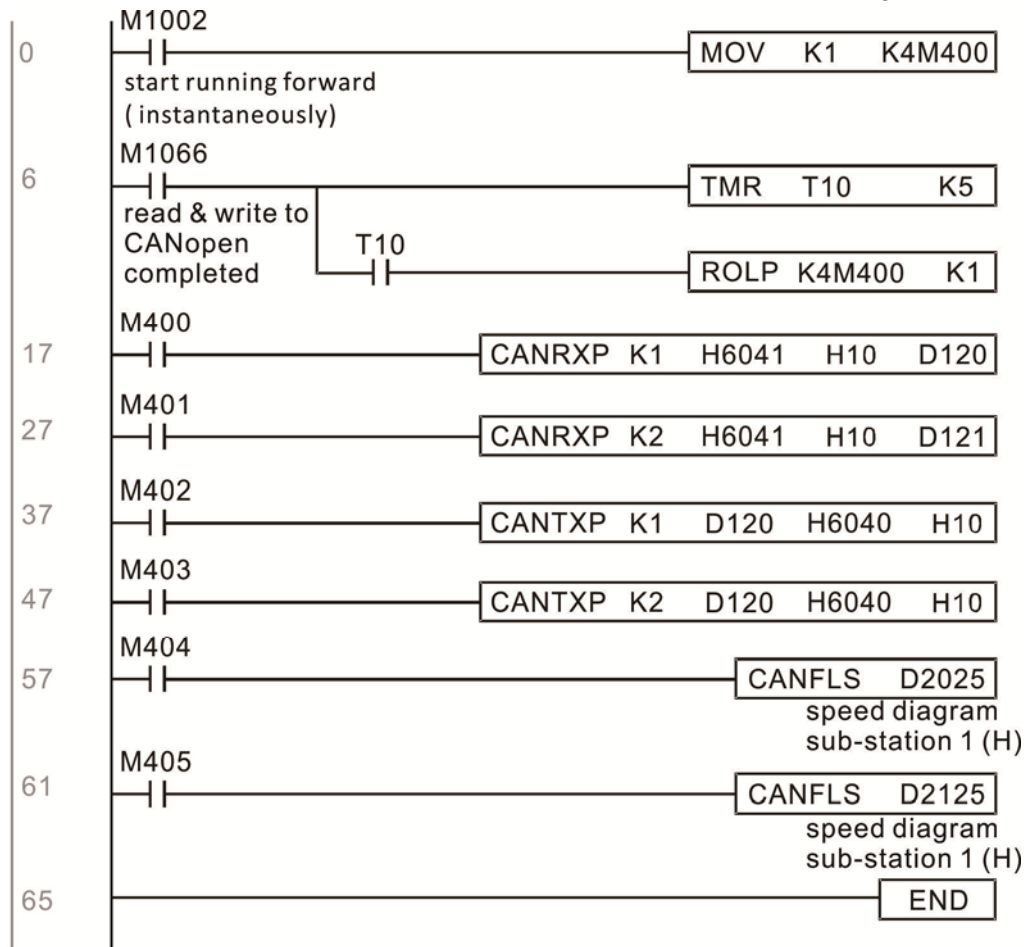 M1002
0 MOV K1 K4M400
start running forward
( instantaneously)
M1066
6 TMR T10 K5
read & write to
CANopen T10
completed ROLP K4M400 K1
M400
17 CANRXP K1 H6041 H10 D120
M401
27 CANRXP K2 H6041 H10 D121
M402
37 CANTXP K1 D120 H6040 H10
M403
47 CANTXP K2 D120 H6040 H10
M404
57 CANFLS D2025
speed diagram
sub-station 1 (H)
M405
61 CANFLS D2125
speed diagram
sub-station 1 (H)
65 END